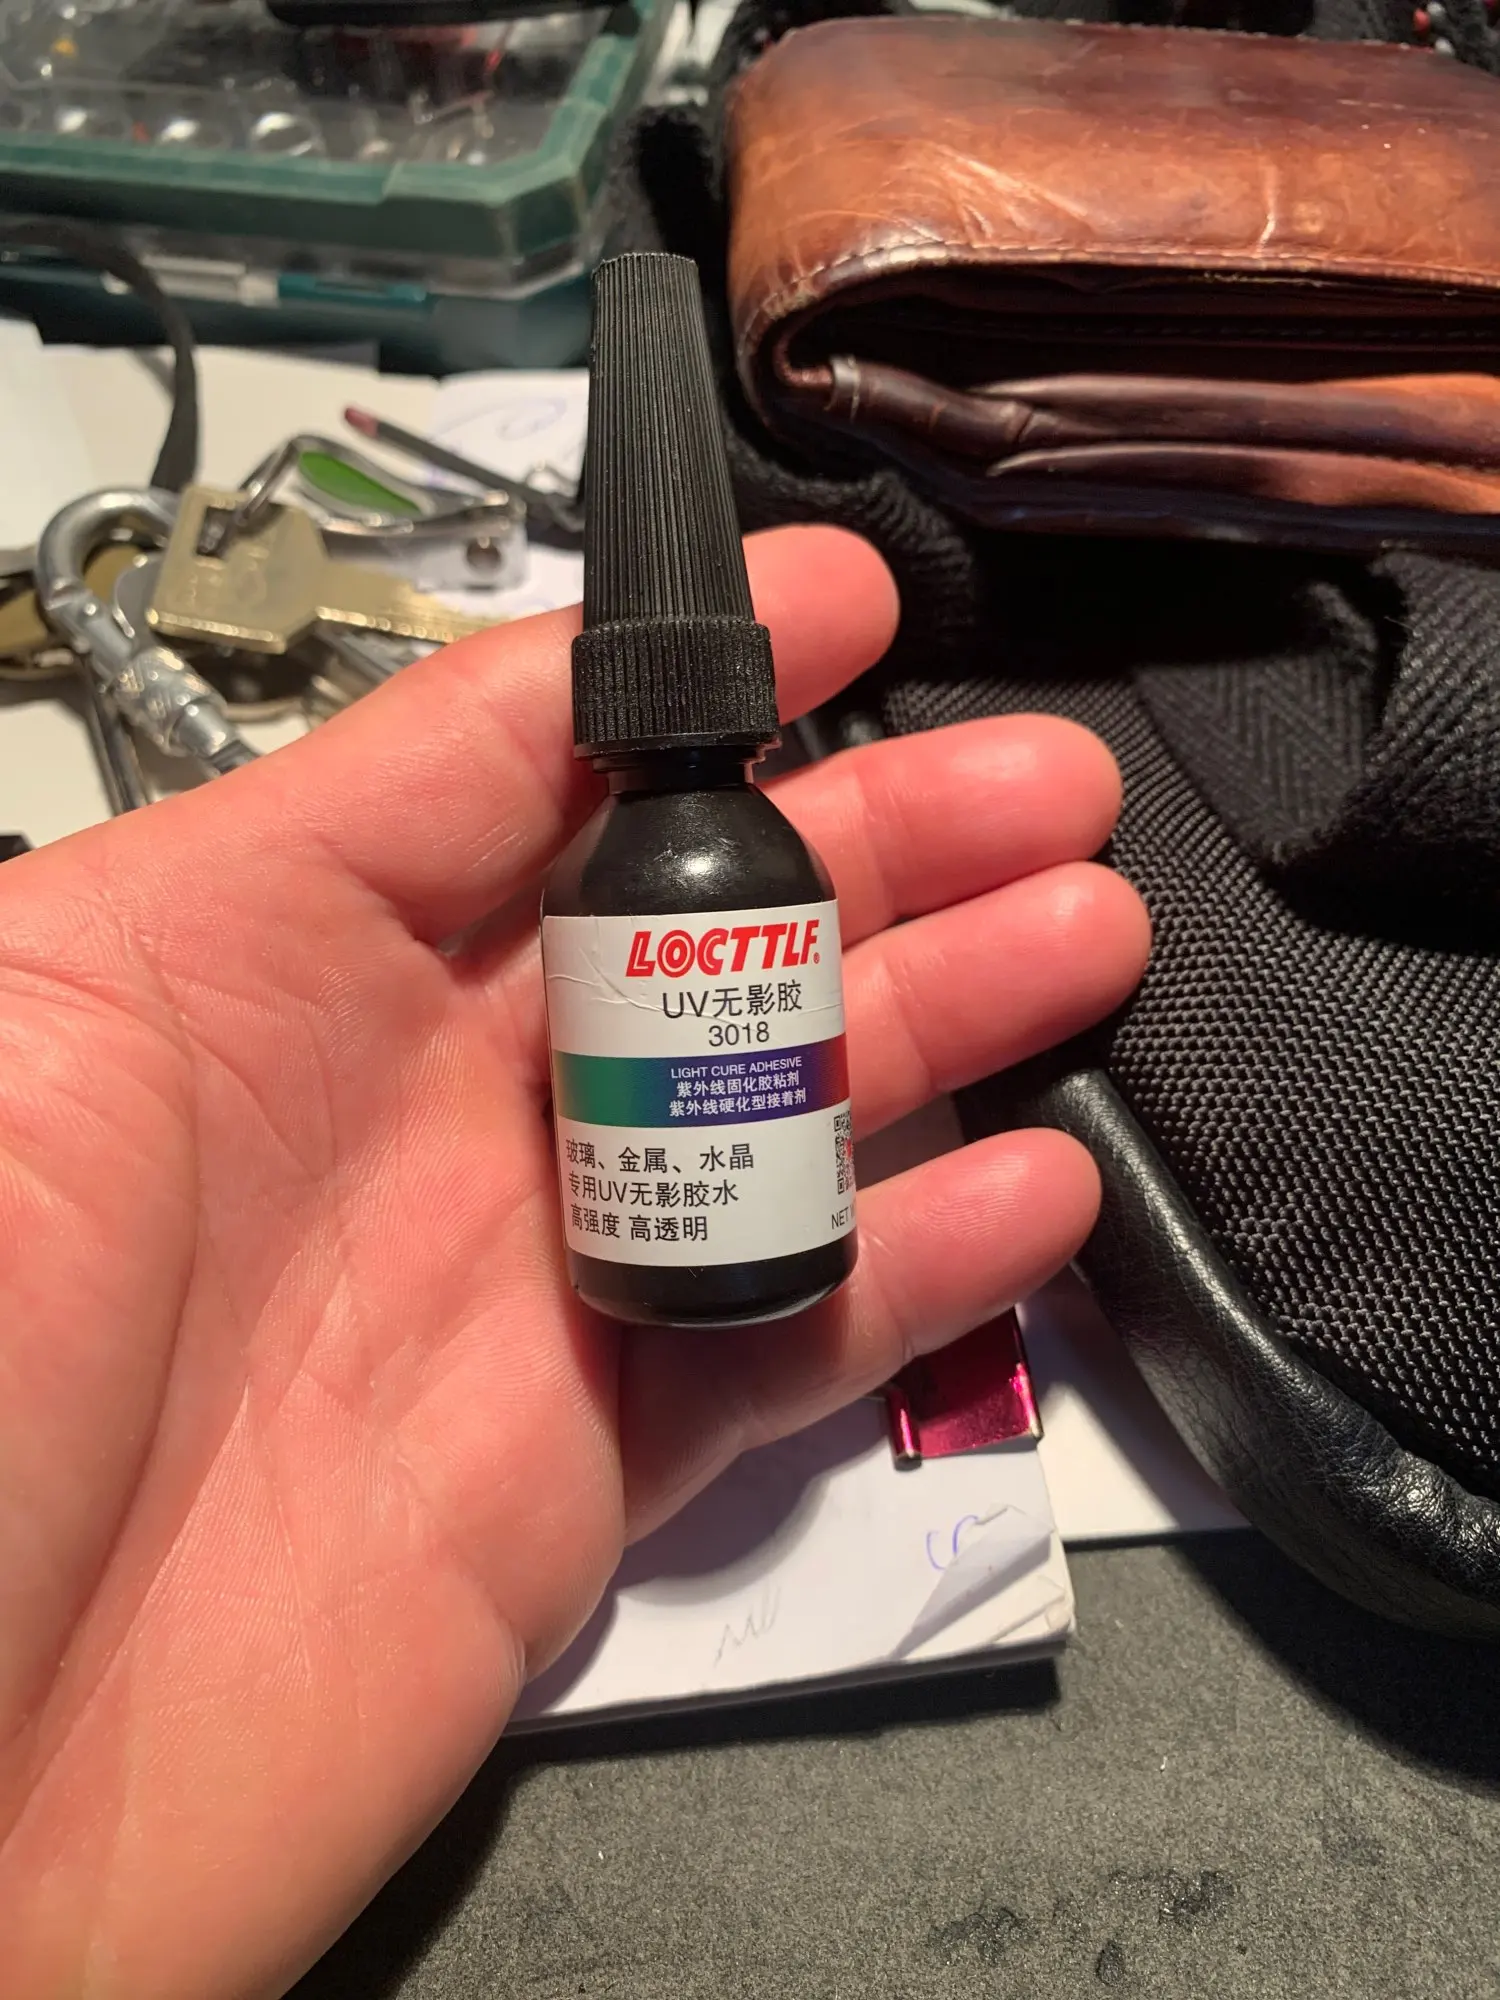 LOCTTLF®
UV无影胶
3018
LIGHT CURE ADHESIVE
紫外线固化胶粘剂
紫外线硬化型接着剂
玻璃、金属、水晶
专用UV无影胶水
高强度 高透明
NET